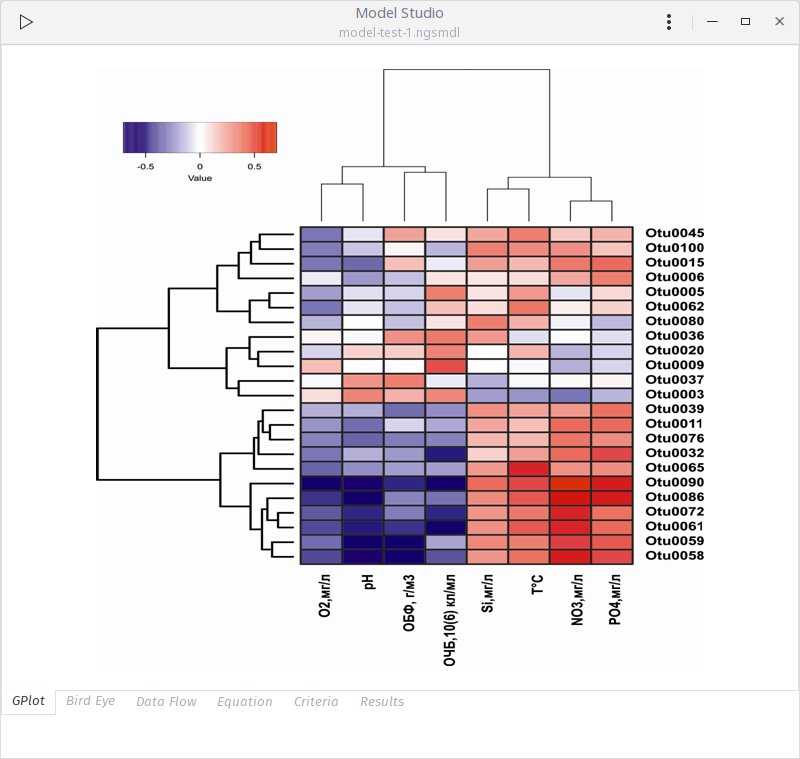 Model Studio
model-test-1.ngsmdl
-0.5 0 0.5
Value
Otu0045
Otu0100
Otu0015
Otu0006
Otu0005
Otu0062
Otu0080
Otu0036
Otu0020
Otu0009
Otu0037
Otu0003
Otu0039
Otu0011
Otu0076
Otu0032
Otu0065
Otu0090
Otu0086
Otu0072
Otu0061
Otu0059
Otu0058
O2,мг/л
pH
ОБФ, г/м3
ОЧБ,10(6) кл/мл
Si,мг/л
T°C
NO3,мг/л
PO4,мг/л
GPlot Bird Eye Data Flow Equation Criteria Results